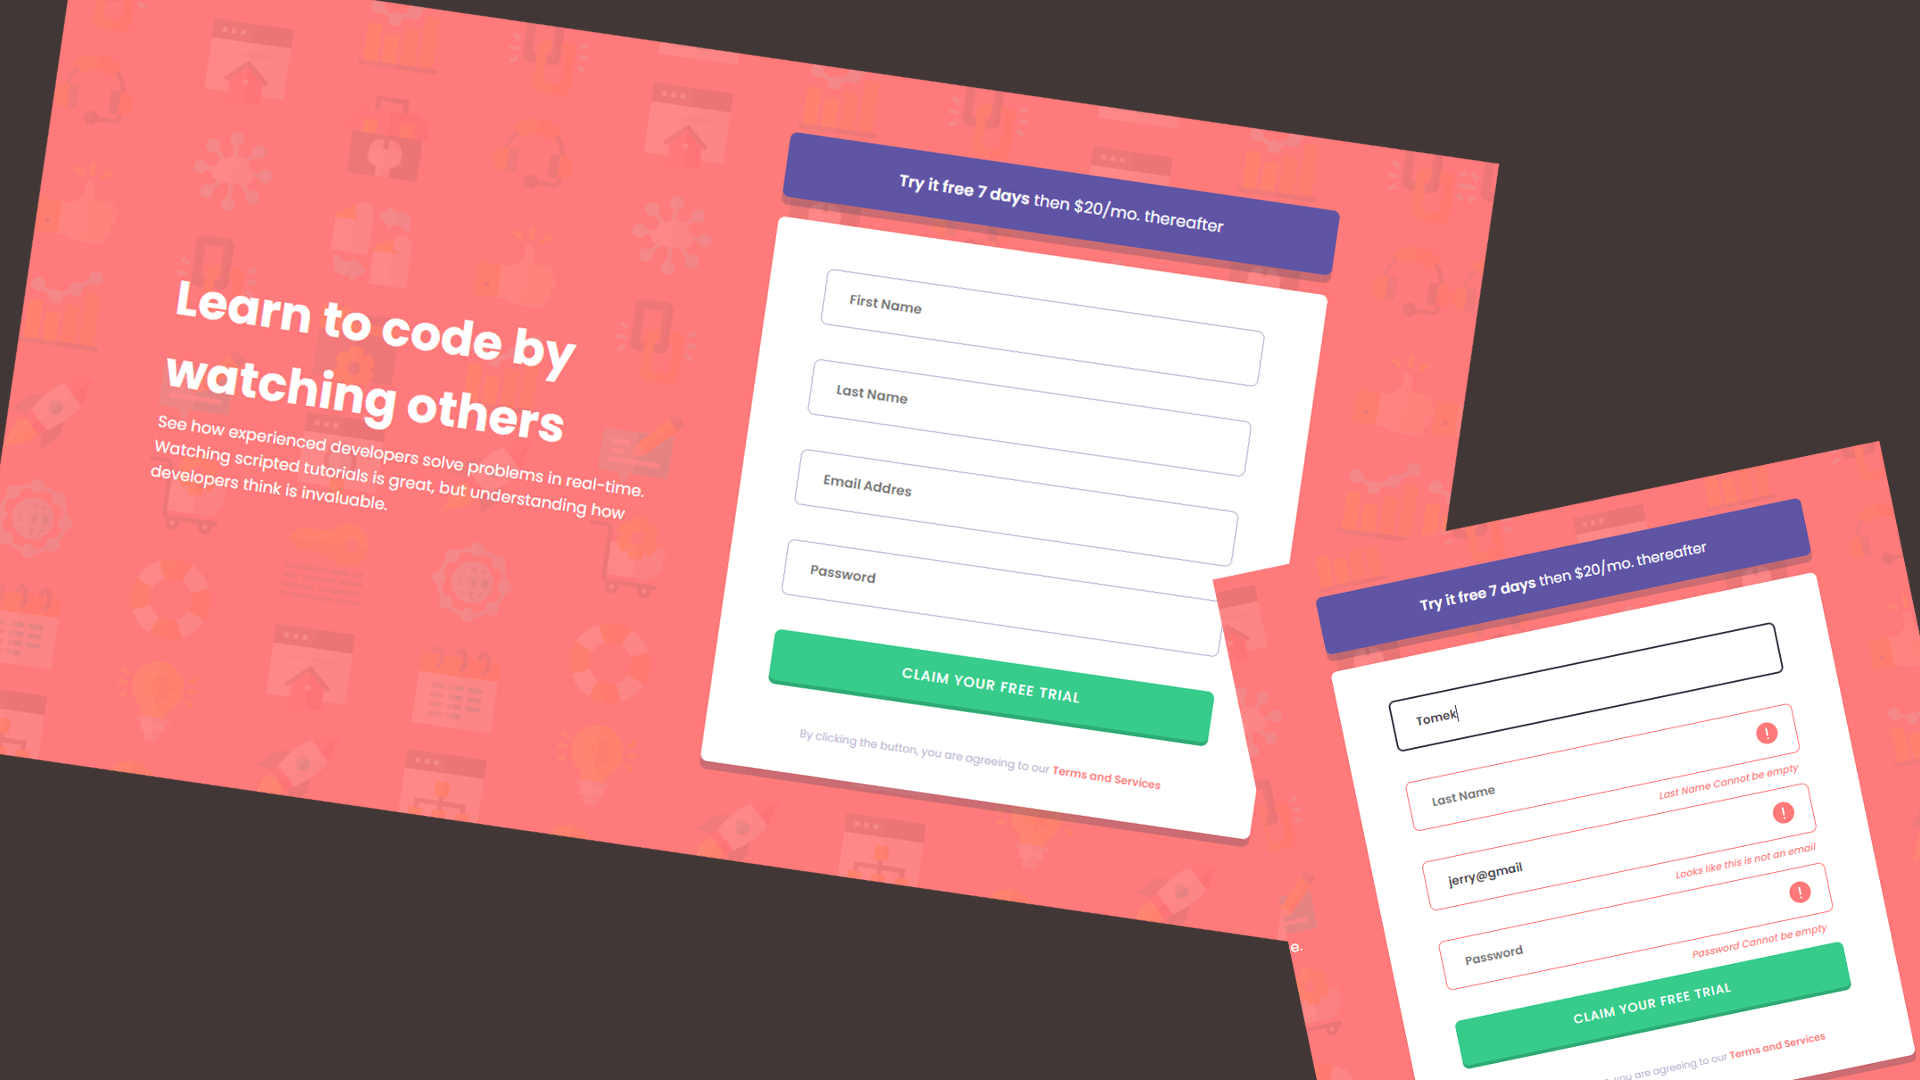 Learn to code by
watching others
See how experienced developers solve problems in real-time.
Watching scripted tutorials is great, but understanding how
developers think is invaluable.
Try it free 7 days then $20/mo. thereafter
First Name
Last Name
Email Addres
Password
CLAIM YOUR FREE TRIAL
By clicking the button, you are agreeing to our Terms and Services
e.
Try it free 7 days then $20/mo. thereafter
Tomek
Last Name
Last Name Cannot be empty
jerry@gmail
Looks like this is not an email
Password
Password Cannot be empty
CLAIM YOUR FREE TRIAL
you are agreeing to our Terms and Services